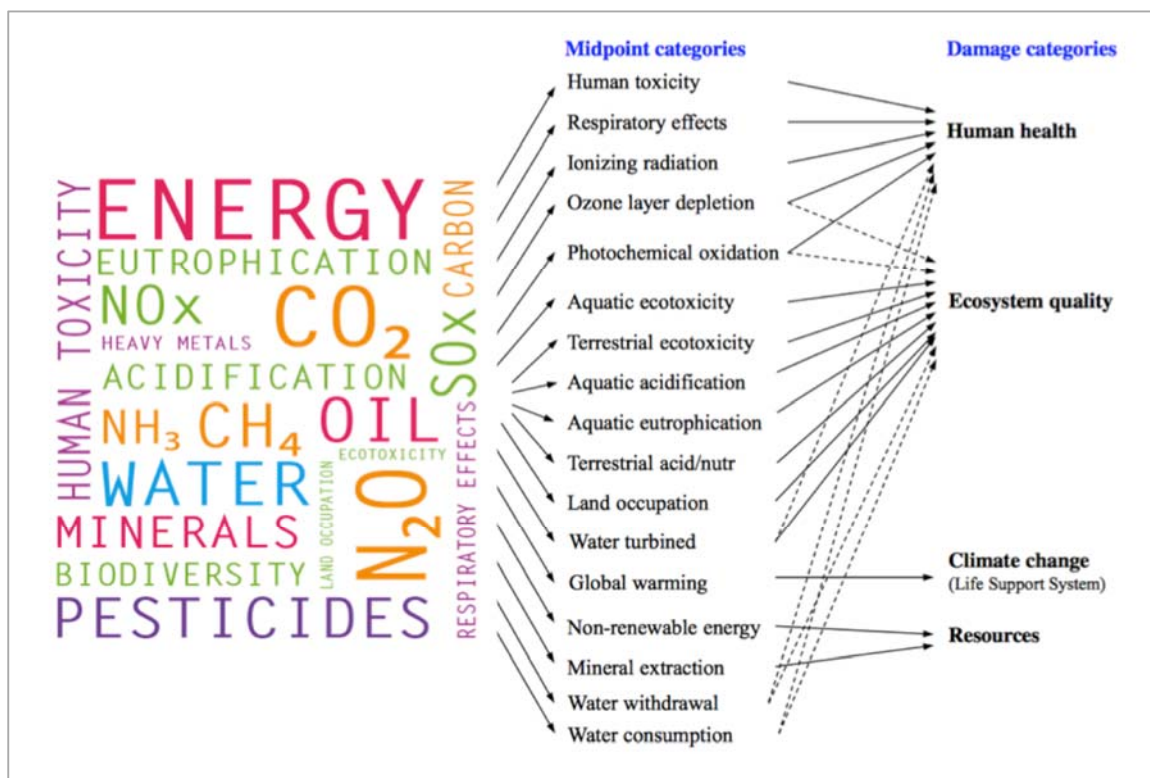 Midpoint categories
Damage categories
Human toxicity
Respiratory effects
Ionizing radiation
Ozone layer depletion
Photochemical oxidation
Aquatic ecotoxicity
Terrestrial ecotoxicity
Aquatic acidification
Aquatic eutrophication
Terrestrial acid/nutr
Land occupation
Water turbined
Global warming
Non-renewable energy
Mineral extraction
Water withdrawal
Water consumption
Human health
Ecosystem quality
Climate change
(Life Support System)
Resources
HUMAN TOXICITY
ENERGY
EUTROPHICATION
NOx
CO₂
HEAVY METALS
ACIDIFICATION
NH₃
CH₄
OIL
ECOTOXICITY
WATER
MINERALS
BIODIVERSITY
PESTICIDES
LAND OCCUPATION
N₂O
CARBON
SOx
RESPIRATORY EFFECTS